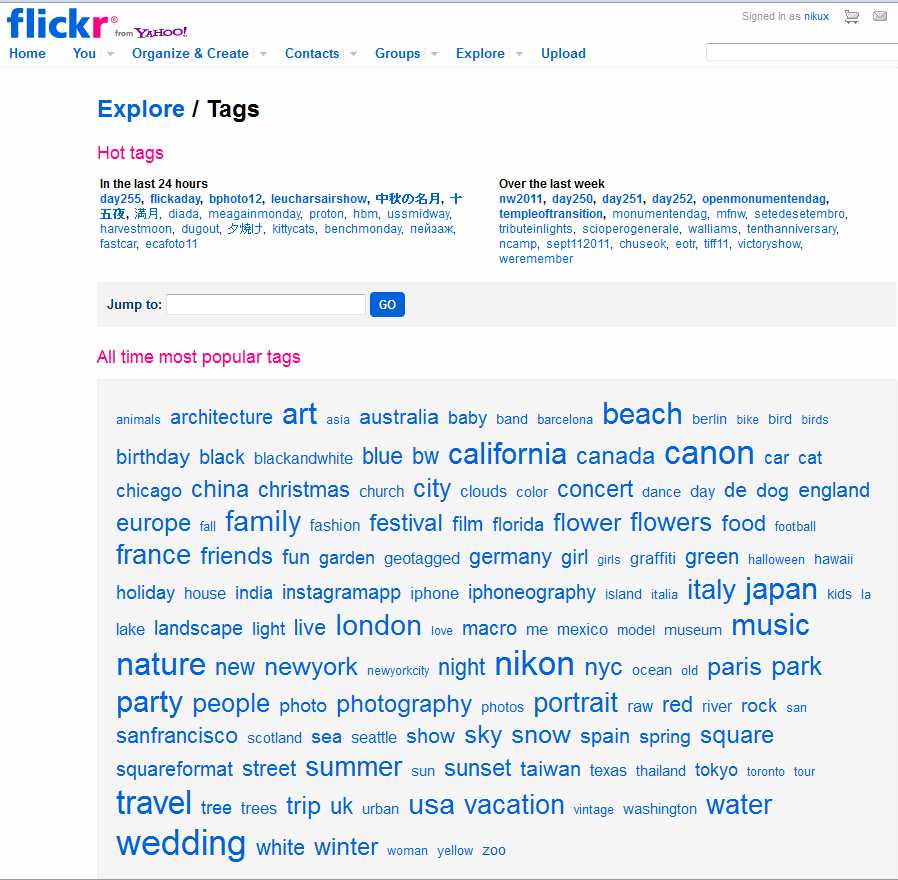 flickr® from YAHOO!
Signed in as nikux
Home You Organize & Create Contacts Groups Explore Upload
Explore / Tags
Hot tags
In the last 24 hours
day255, flickaday, bphoto12, leucharsairshow, 中秋の名月, 十
五夜, 満月, diada, meagainmonday, proton, hbm, ussmidway,
harvestmoon, dugout, 夕焼け, kittycats, benchmonday, пейзаж,
fastcar, ecafoto11
Over the last week
nw2011, day250, day251, day252, openmonumentendag,
templeoftransition, monumentendag, mfnw, setedesetembro,
tributeinlights, scioperogenerale, walliams, tenthanniversary,
ncamp, sept112011, chuseok, eotr, tiff11, victoryshow,
weremember
Jump to: GO
All time most popular tags
animals architecture art asia australia baby band barcelona beach berlin bike bird birds
birthday black blackandwhite blue bw california canada canon car cat
chicago china christmas church city clouds color concert dance day de dog england
europe fall family fashion festival film florida flower flowers food football
france friends fun garden geotagged germany girl girls graffiti green halloween hawaii
holiday house india instagramapp iphone iphoneography island italia italy japan kids la
lake landscape light live london love macro me mexico model museum music
nature new newyork newyorkcity night nikon nyc ocean old paris park
party people photo photography photos portrait raw red river rock san
sanfrancisco scotland sea seattle show sky snow spain spring square
squareformat street summer sun sunset taiwan texas thailand tokyo toronto tour
travel tree trees trip uk urban usa vacation vintage washington water
wedding white winter woman yellow zoo